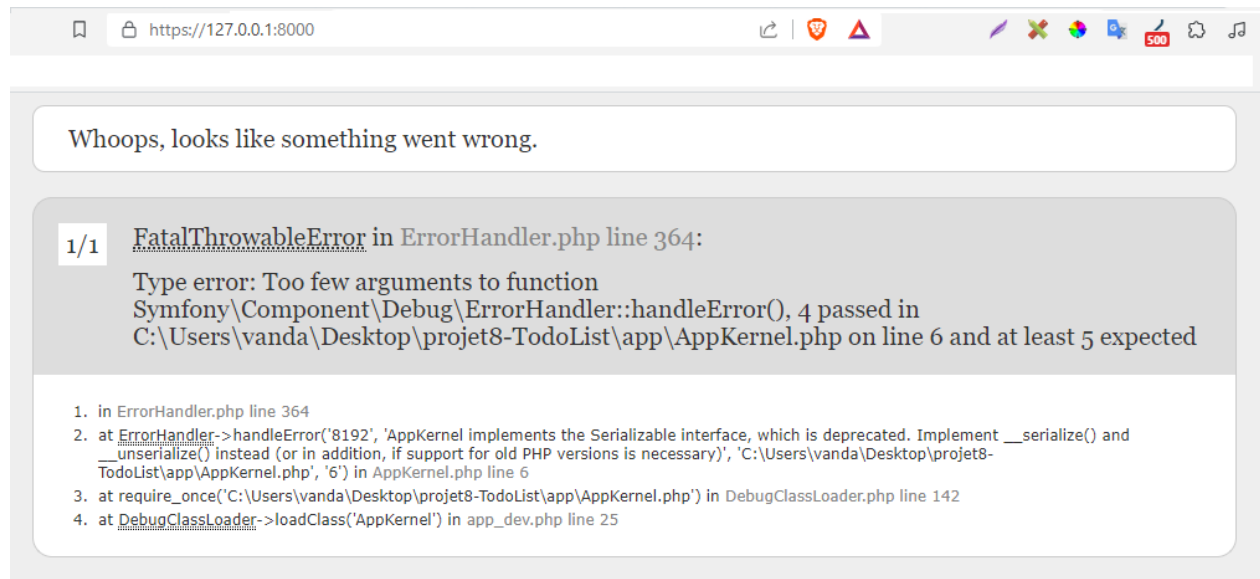 https://127.0.0.1:8000
500
Whoops, looks like something went wrong.
1/1
FatalThrowableError in ErrorHandler.php line 364:
Type error: Too few arguments to function
Symfony\Component\Debug\ErrorHandler::handleError(), 4 passed in
C:\Users\vanda\Desktop\projet8-TodoList\app\AppKernel.php on line 6 and at least 5 expected
1. in ErrorHandler.php line 364
2. at ErrorHandler->handleError('8192', 'AppKernel implements the Serializable interface, which is deprecated. Implement __serialize() and
__unserialize() instead (or in addition, if support for old PHP versions is necessary)', 'C:\Users\vanda\Desktop\projet8-
TodoList\app\AppKernel.php', '6') in AppKernel.php line 6
3. at require_once('C:\Users\vanda\Desktop\projet8-TodoList\app\AppKernel.php') in DebugClassLoader.php line 142
4. at DebugClassLoader->loadClass('AppKernel') in app_dev.php line 25